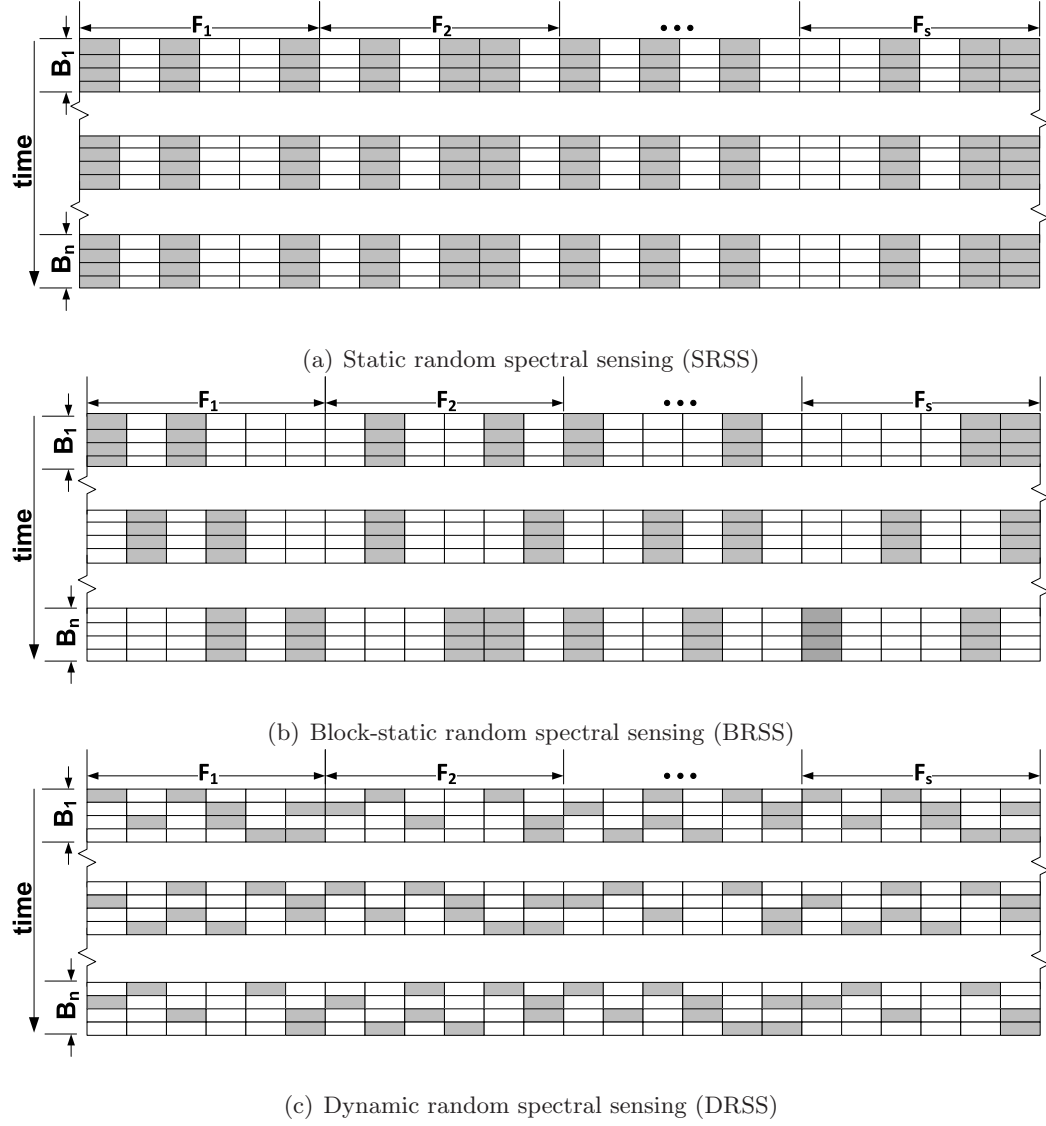 F1 F2 ••• Fs
B1
time
Bn
(a) Static random spectral sensing (SRSS)
F1 F2 ••• Fs
B1
time
Bn
(b) Block-static random spectral sensing (BRSS)
F1 F2 ••• Fs
B1
time
Bn
(c) Dynamic random spectral sensing (DRSS)